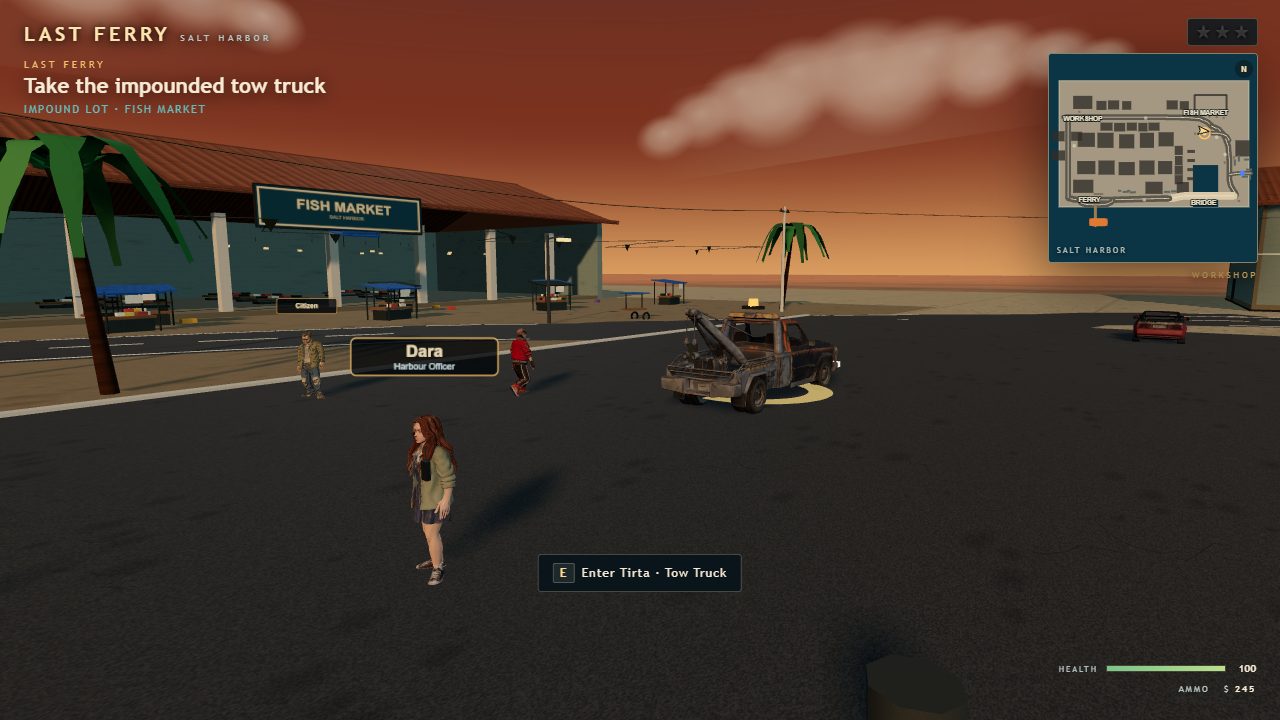 LAST FERRY SALT HARBOR
LAST FERRY
Take the impounded tow truck
IMPOUND LOT · FISH MARKET
N
WORKSHOP
FISH MARKET
FERRY
BRIDGE
SALT HARBOR
WORKSHOP
FISH MARKET
SALT HARBOR
Citizen
Dara
Harbour Officer
E Enter Tirta · Tow Truck
HEALTH 100
AMMO $ 245